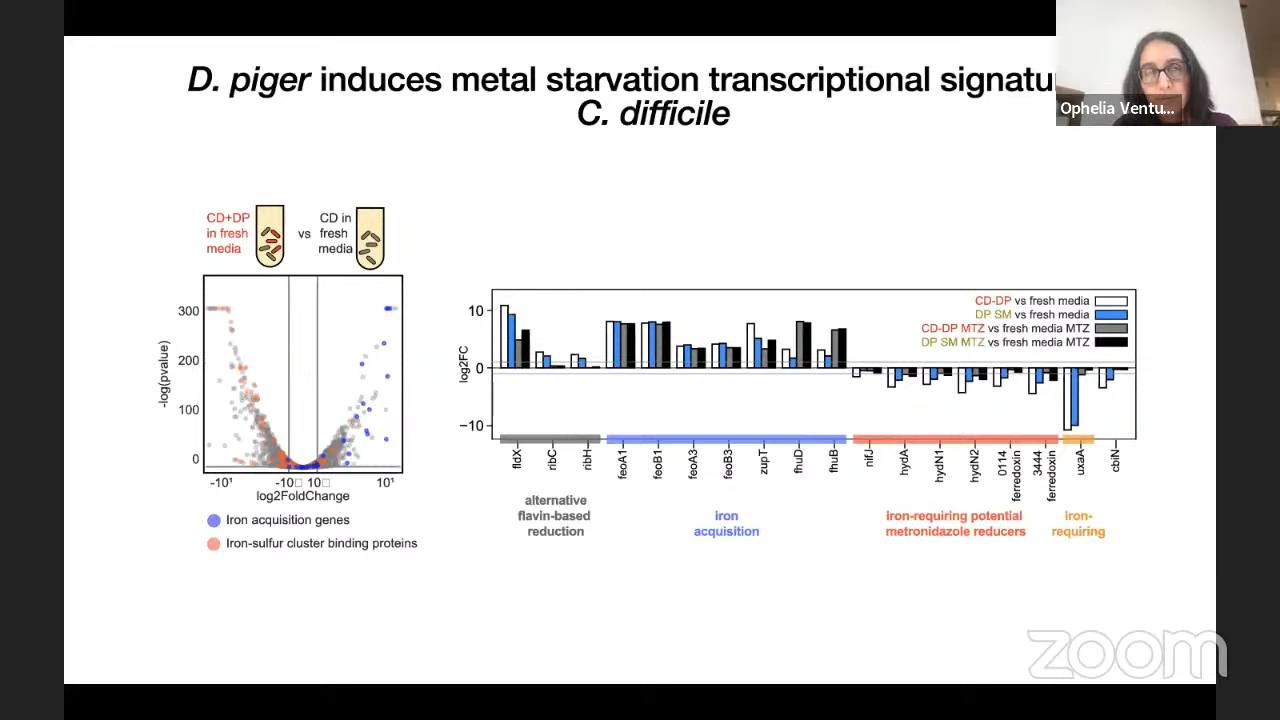 D. piger induces metal starvation transcriptional signatu
C. difficile
Ophelia Ventu...
CD+DP
in fresh
media
vs
CD in
fresh
media
-log(pvalue)
300
200
100
0
-10¹
-10
10
10¹
log2FoldChange
Iron acquisition genes
Iron-sulfur cluster binding proteins
log2FC
10
0
-10
CD-DP vs fresh media
DP SM vs fresh media
CD-DP MTZ vs fresh media MTZ
DP SM MTZ vs fresh media MTZ
fldX
ribC
ribH
feoA1
feoB1
feoA3
feoB3
zupT
fhuD
fhuB
nifJ
hydA
hydN1
hydN2
0114
ferredoxin
3444
ferredoxin
uxaA
cbiN
alternative
flavin-based
reduction
iron
acquisition
iron-requiring potential
metronidazole reducers
Iron-
requiring
zoom